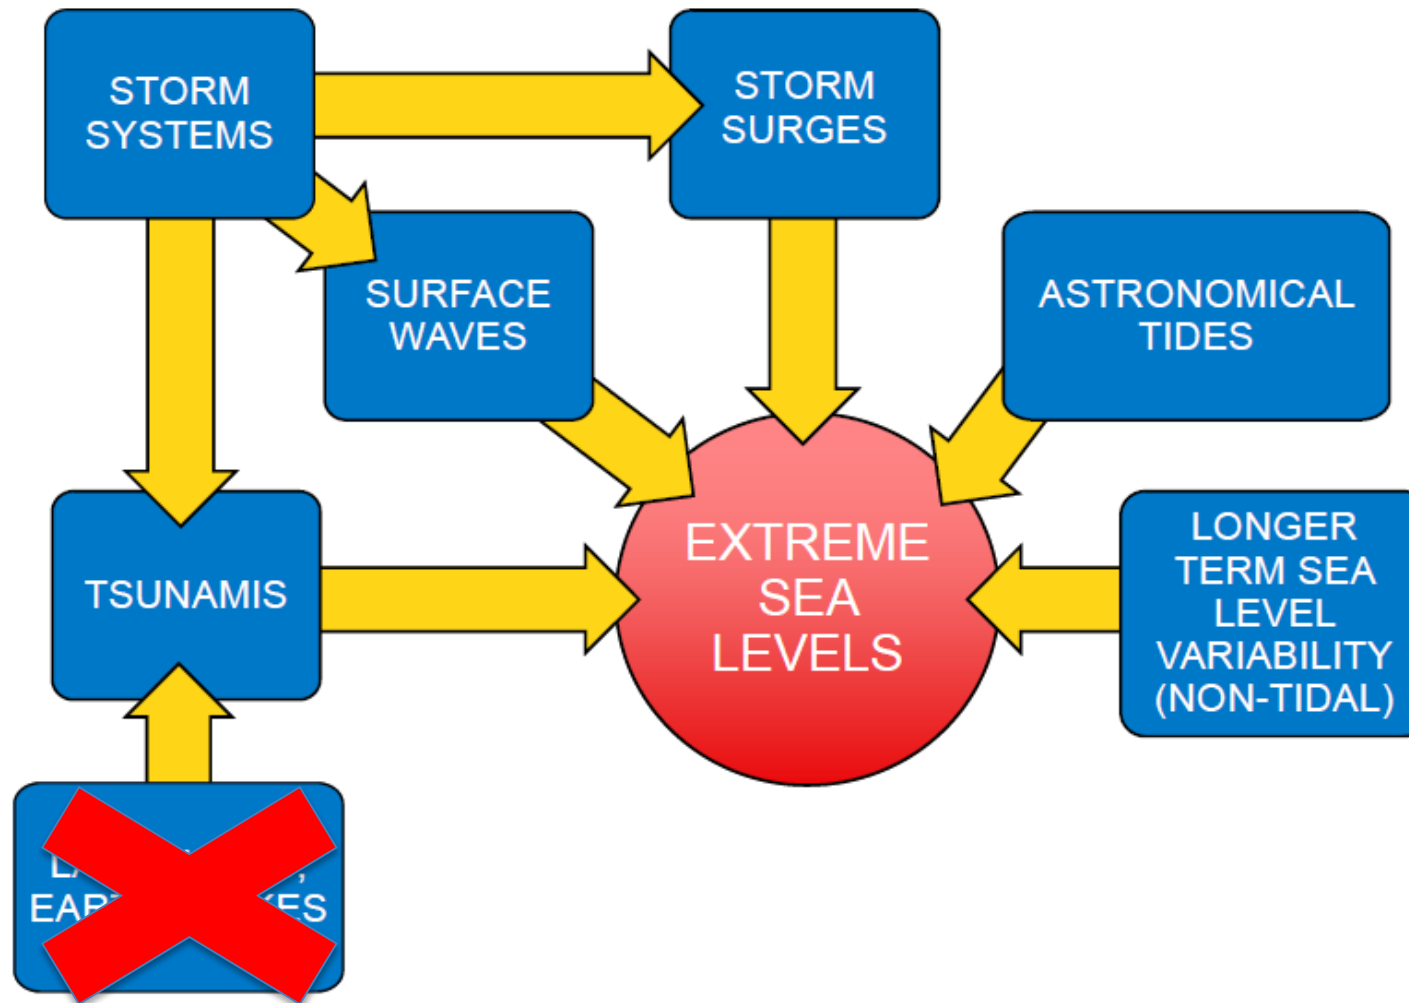 STORM
SYSTEMS
STORM
SURGES
SURFACE
WAVES
ASTRONOMICAL
TIDES
TSUNAMIS
EXTREME
SEA
LEVELS
LONGER
TERM SEA
LEVEL
VARIABILITY
(NON-TIDAL)